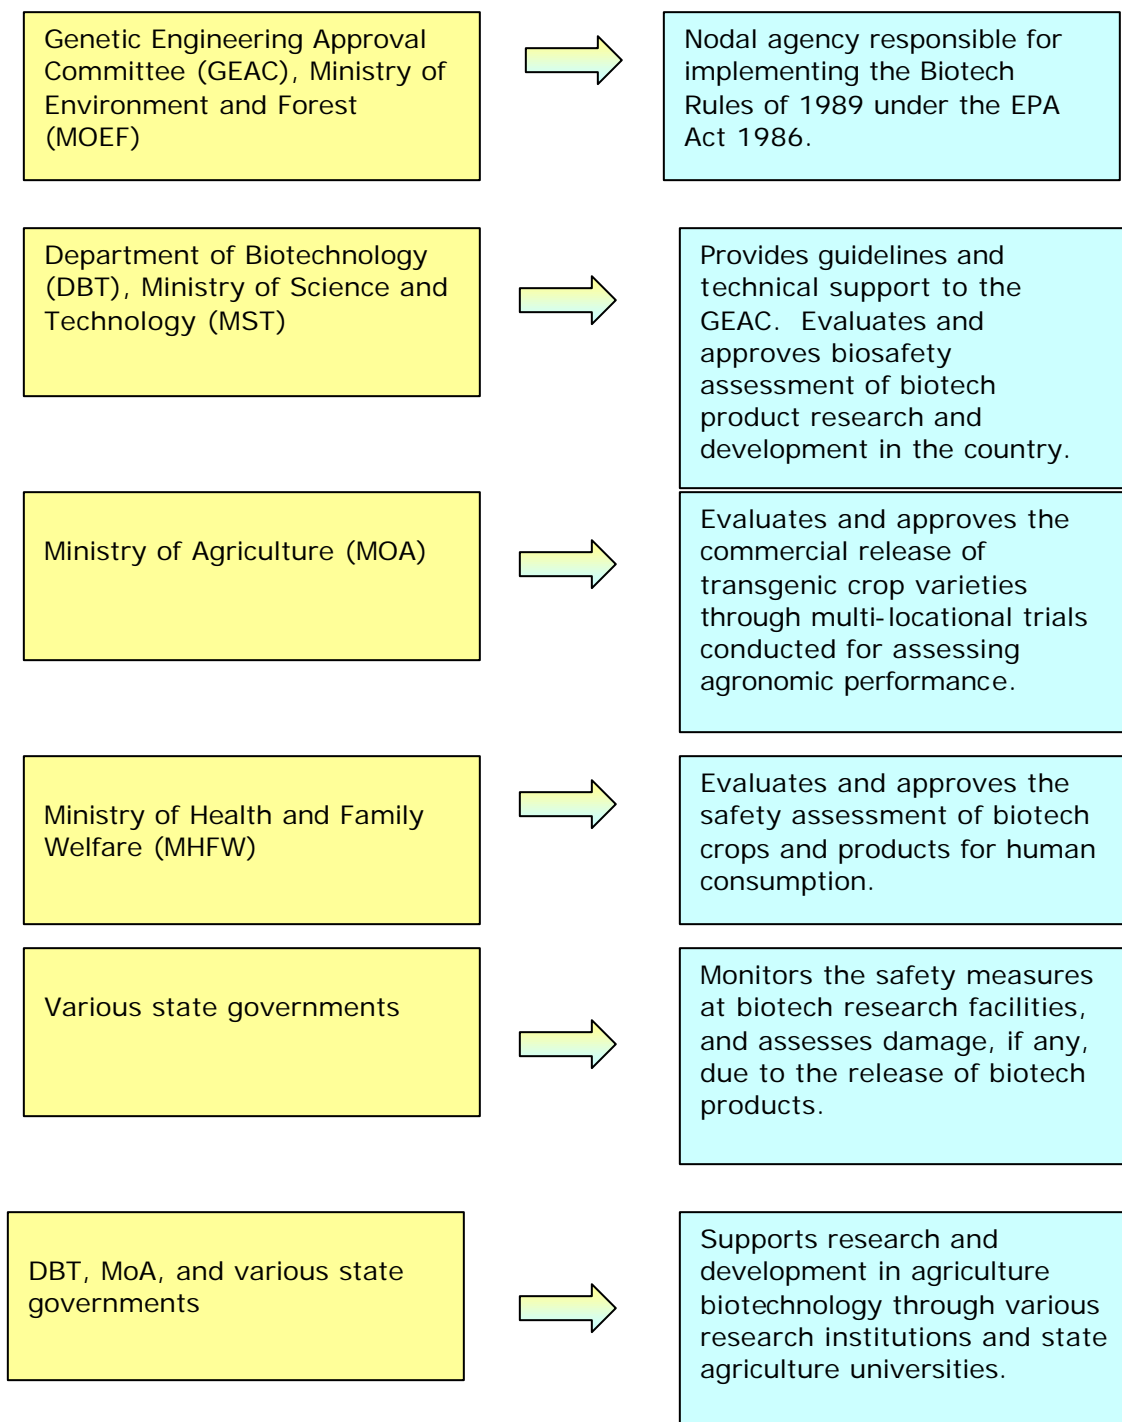 Genetic Engineering Approval
Committee (GEAC), Ministry of
Environment and Forest
(MOEF)
Nodal agency responsible for
implementing the Biotech
Rules of 1989 under the EPA
Act 1986.
Department of Biotechnology
(DBT), Ministry of Science and
Technology (MST)
Provides guidelines and
technical support to the
GEAC.  Evaluates and
approves biosafety
assessment of biotech
product research and
development in the country.
Ministry of Agriculture (MOA)
Evaluates and approves the
commercial release of
transgenic crop varieties
through multi-locational trials
conducted for assessing
agronomic performance.
Ministry of Health and Family
Welfare (MHFW)
Evaluates and approves the
safety assessment of biotech
crops and products for human
consumption.
Various state governments
Monitors the safety measures
at biotech research facilities,
and assesses damage, if any,
due to the release of biotech
products.
DBT, MoA, and various state
governments
Supports research and
development in agriculture
biotechnology through various
research institutions and state
agriculture universities.